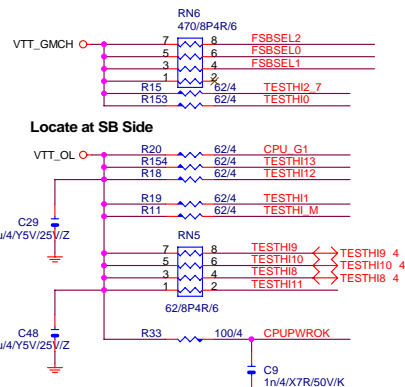 RN6
470/8P4R/6
VTT_GMCH
7 8 FSBSEL2
5 6 FSBSEL0
3 4 FSBSEL1
1 2
R15 62/4 TESTHI2_7
R153 62/4 TESTHI0
Locate at SB Side
VTT_OL
R20 62/4 CPU_G1
R154 62/4 TESTHI13
R18 62/4 TESTHI12
R19 62/4 TESTHI1
R11 62/4 TESTHI_M
C29
u/4/Y5V/25V/Z
RN5
7 8 TESTHI9 TESTHI9 4
5 6 TESTHI10 TESTHI10 4
3 4 TESTHI8 TESTHI8 4
1 2 TESTHI11
62/8P4R/6
C48
u/4/Y5V/25V/Z
R33 100/4 CPUPWROK
C9
1n/4/X7R/50V/K